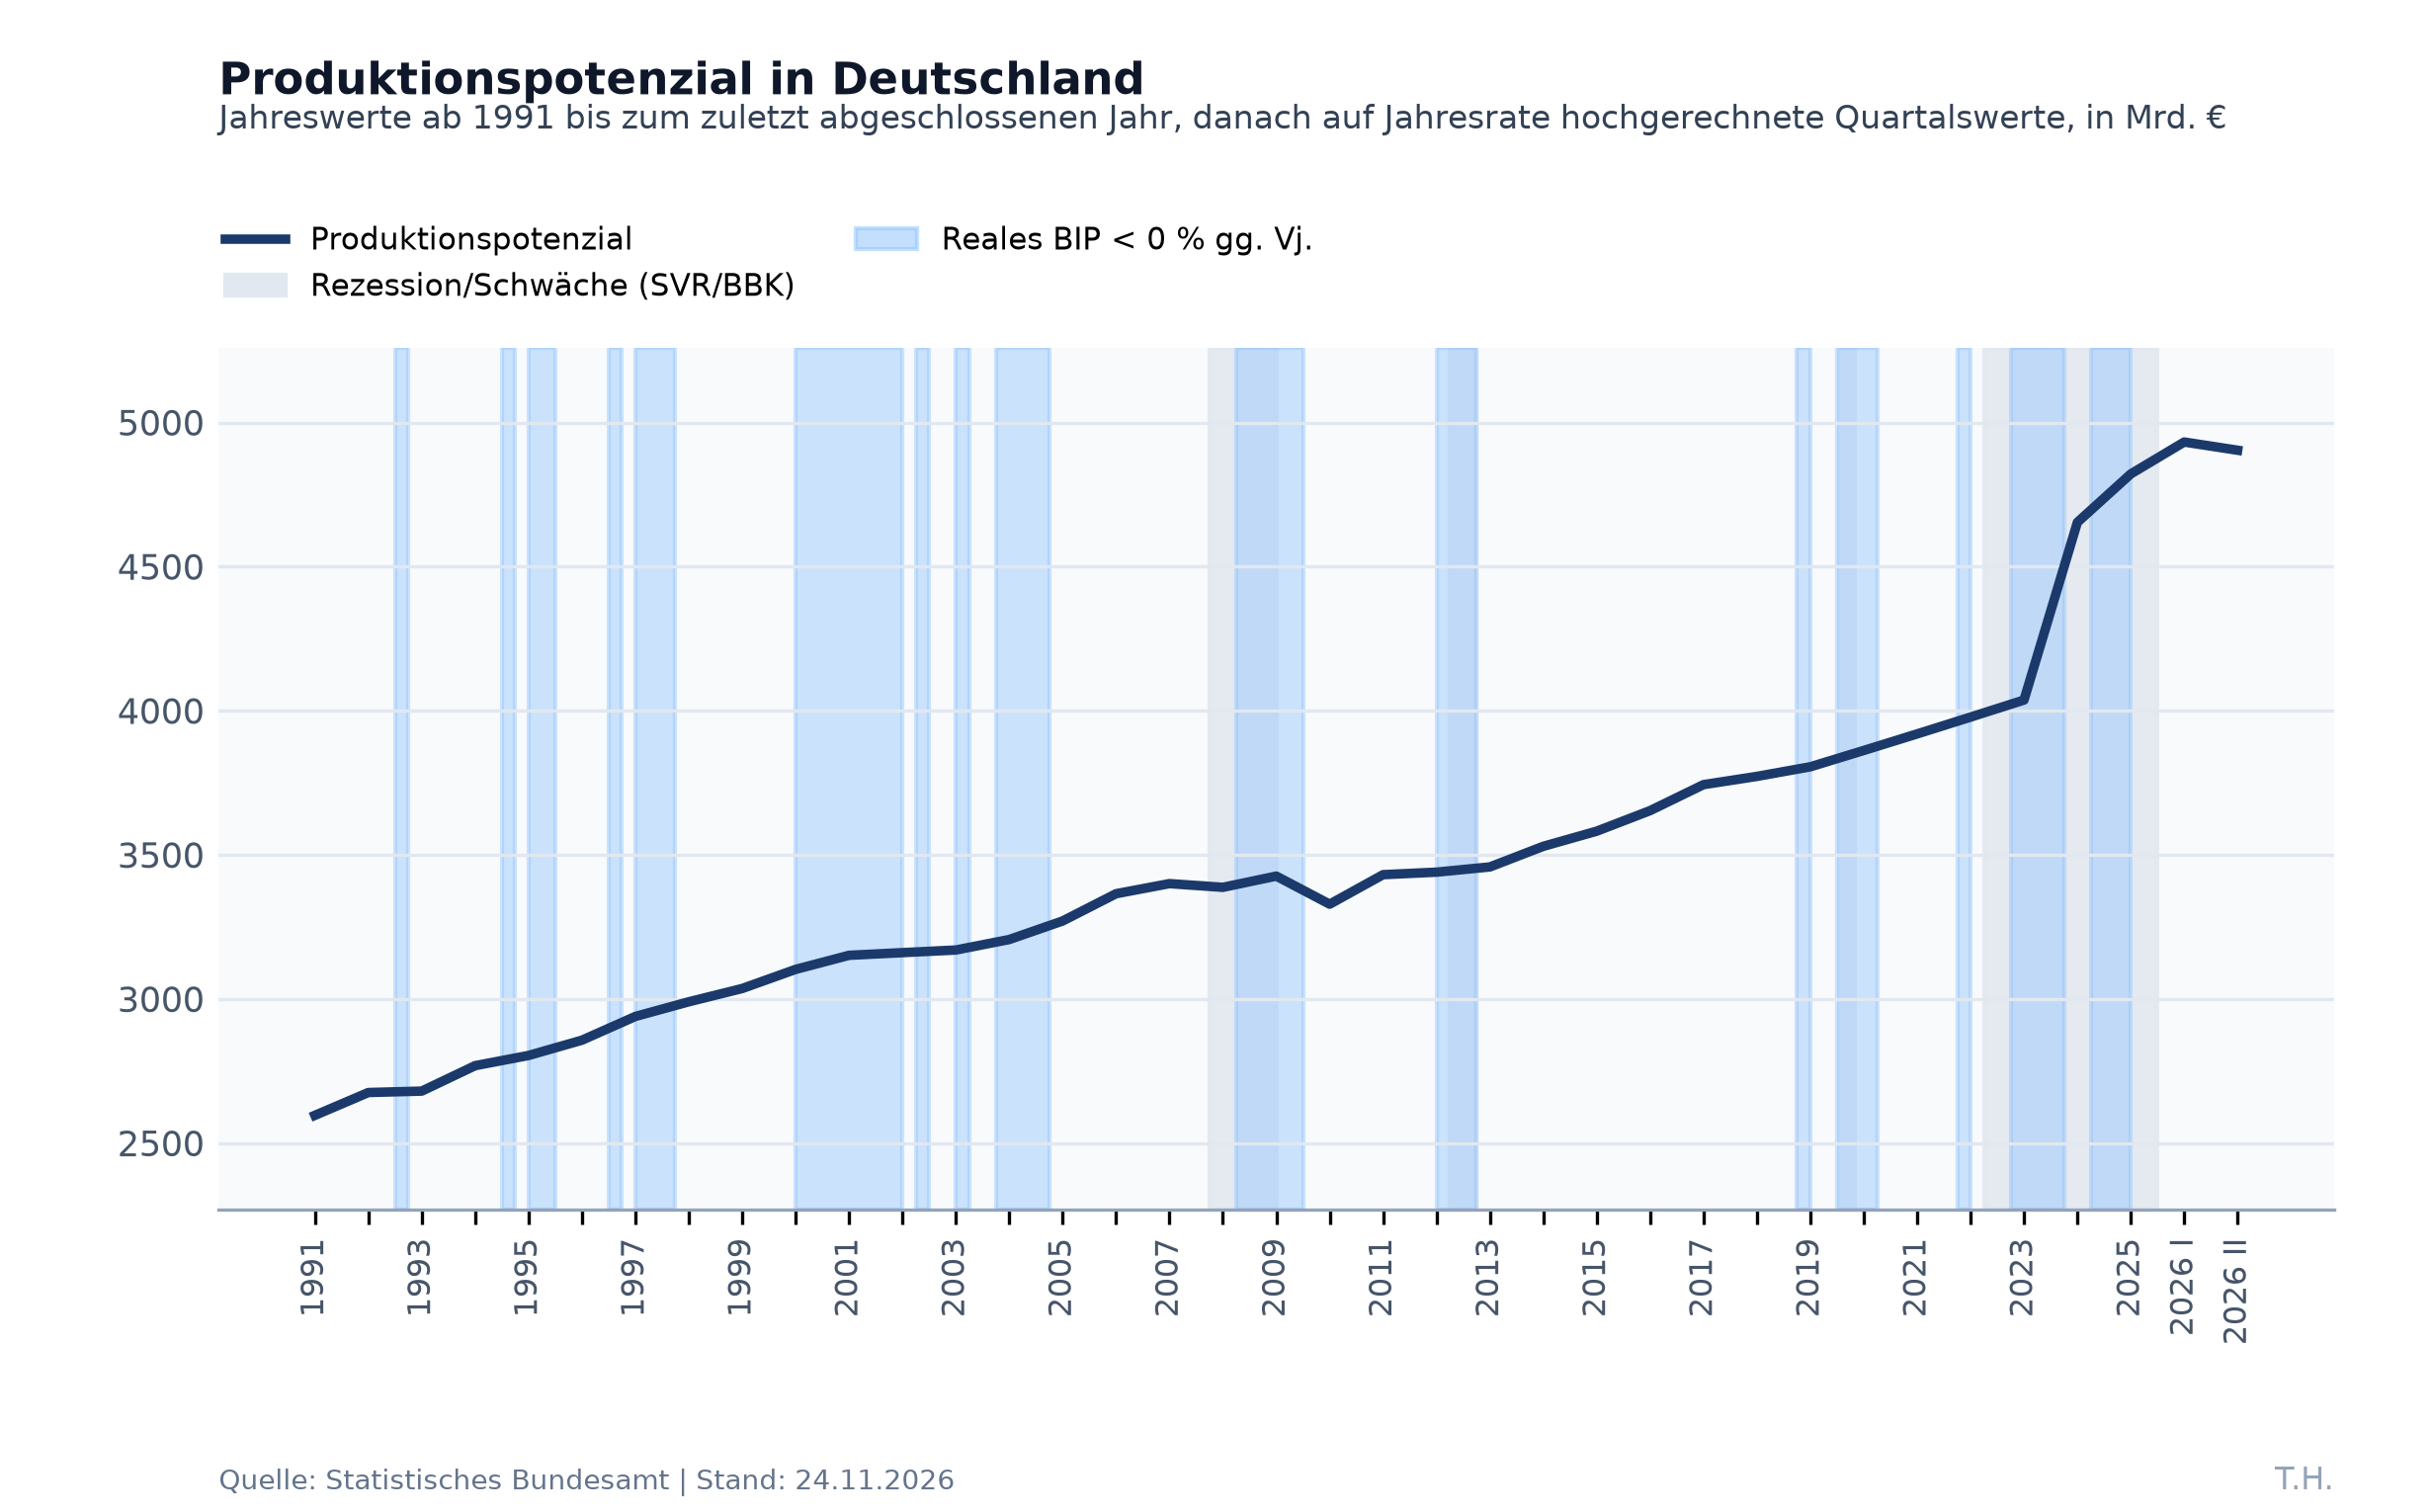 Produktionspotenzial in Deutschland
Jahreswerte ab 1991 bis zum zuletzt abgeschlossenen Jahr, danach auf Jahresrate hochgerechnete Quartalswerte, in Mrd. €
Produktionspotenzial
Reales BIP < 0 % gg. Vj.
Rezession/Schwäche (SVR/BBK)
5000
4500
4000
3500
3000
2500
1991
1993
1995
1997
1999
2001
2003
2005
2007
2009
2011
2013
2015
2017
2019
2021
2023
2025
2026 I
2026 II
Quelle: Statistisches Bundesamt | Stand: 24.11.2026
T.H.